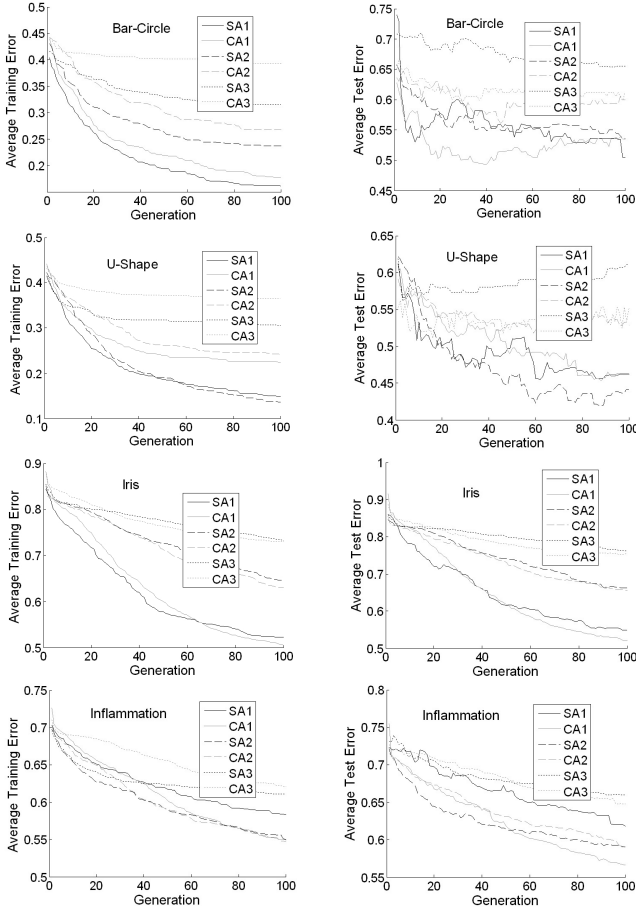 Bar-Circle
Average Training Error
0.5
0.45
0.4
0.35
0.3
0.25
0.2
0 20 40 60 80 100
Generation
SA1
CA1
SA2
CA2
SA3
CA3
Bar-Circle
Average Test Error
0.75
0.7
0.65
0.6
0.55
0.5
0.45
0 20 40 60 80 100
Generation
SA1
CA1
SA2
CA2
SA3
CA3
U-Shape
Average Training Error
0.5
0.4
0.3
0.2
0.1
0 20 40 60 80 100
Generation
SA1
CA1
SA2
CA2
SA3
CA3
U-Shape
Average Test Error
0.65
0.6
0.55
0.5
0.45
0.4
0 20 40 60 80 100
Generation
SA1
CA1
SA2
CA2
SA3
CA3
Iris
Average Training Error
0.9
0.8
0.7
0.6
0.5
0 20 40 60 80 100
Generation
SA1
CA1
SA2
CA2
SA3
CA3
Iris
Average Test Error
1
0.9
0.8
0.7
0.6
0.5
0 20 40 60 80 100
Generation
SA1
CA1
SA2
CA2
SA3
CA3
Inflammation
Average Training Error
0.75
0.7
0.65
0.6
0.55
0.5
0 20 40 60 80 100
Generation
SA1
CA1
SA2
CA2
SA3
CA3
Inflammation
Average Test Error
0.8
0.75
0.7
0.65
0.6
0.55
0 20 40 60 80 100
Generation
SA1
CA1
SA2
CA2
SA3
CA3